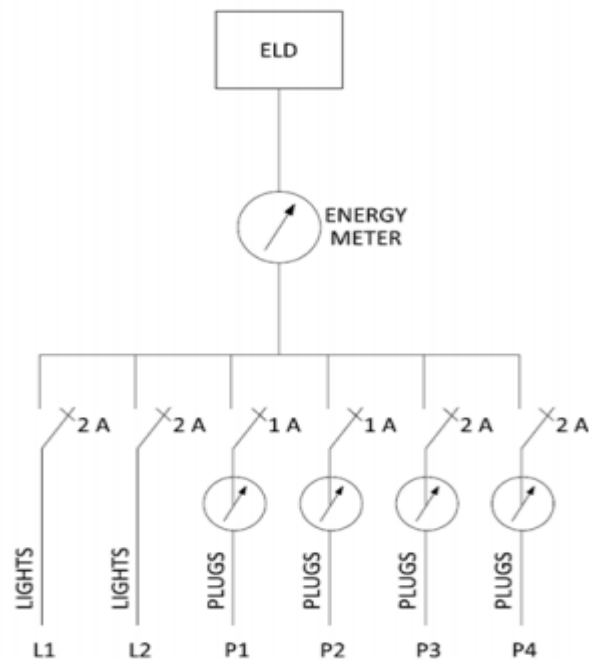 ELD
ENERGY
METER
2 A
2 A
1 A
1 A
2 A
2 A
LIGHTS
LIGHTS
PLUGS
PLUGS
PLUGS
PLUGS
L1
L2
P1
P2
P3
P4